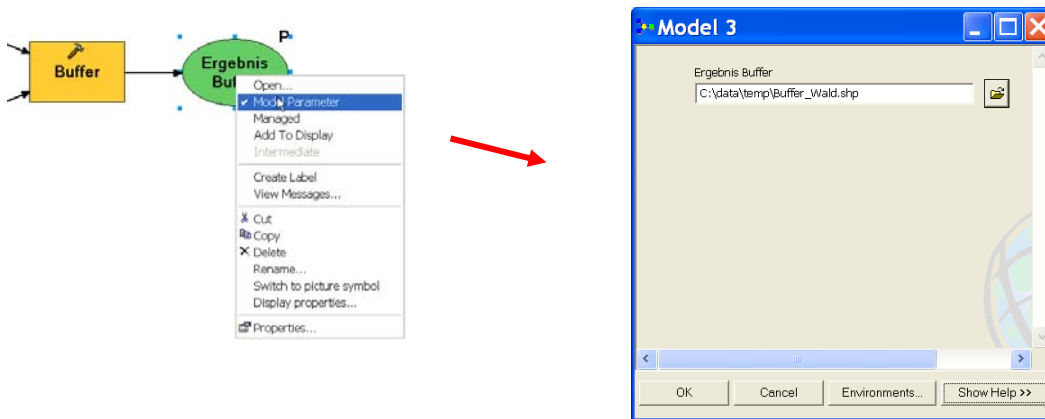 Buffer
P
Ergebnis
Buf
Open...
Model Parameter
Managed
Add To Display
Intermediate
Create Label
View Messages...
Cut
Copy
Delete
Rename...
Switch to picture symbol
Display properties...
Properties...
Model 3
Ergebnis Buffer
C:\data\temp\Buffer_Wald.shp
OK
Cancel
Environments...
Show Help >>